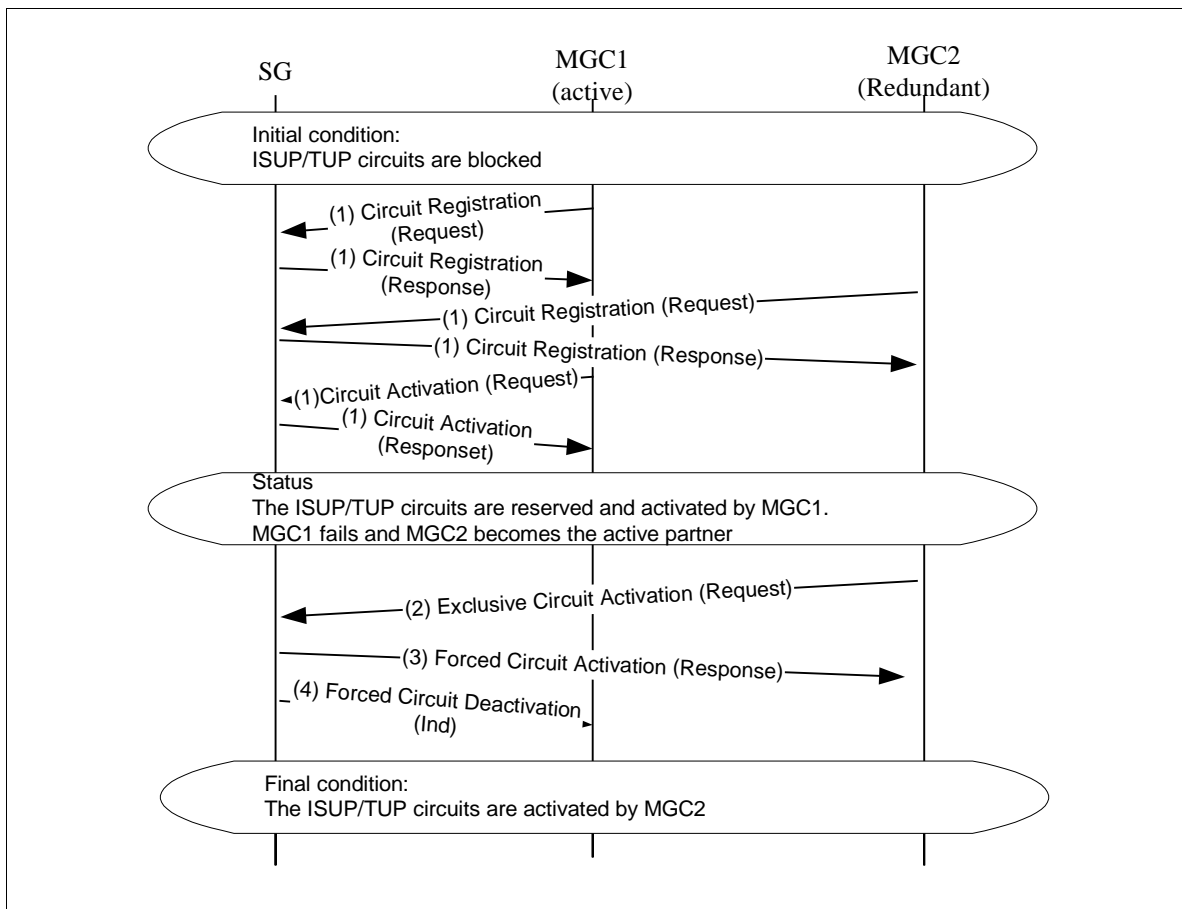 SG
MGC1
(active)
MGC2
(Redundant)
Initial condition:
ISUP/TUP circuits are blocked
(1) Circuit Registration
(Request)
(1) Circuit Registration
(Response)
(1) Circuit Registration (Request)
(1) Circuit Registration (Response)
(1)Circuit Activation (Request)
(1) Circuit Activation
(Responset)
Status
The ISUP/TUP circuits are reserved and activated by MGC1.
MGC1 fails and MGC2 becomes the active partner
(2) Exclusive Circuit Activation (Request)
(3) Forced Circuit Activation (Response)
(4) Forced Circuit Deactivation
(Ind)
Final condition:
The ISUP/TUP circuits are activated by MGC2